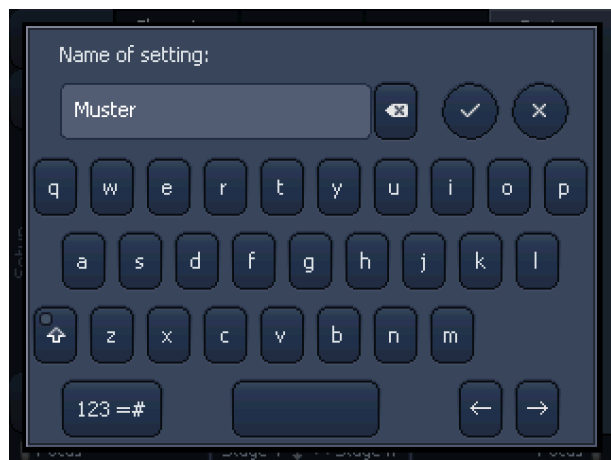 Name of setting:
Muster
q w e r t y u i o p
a s d f g h j k l
z x c v b n m
123 =#